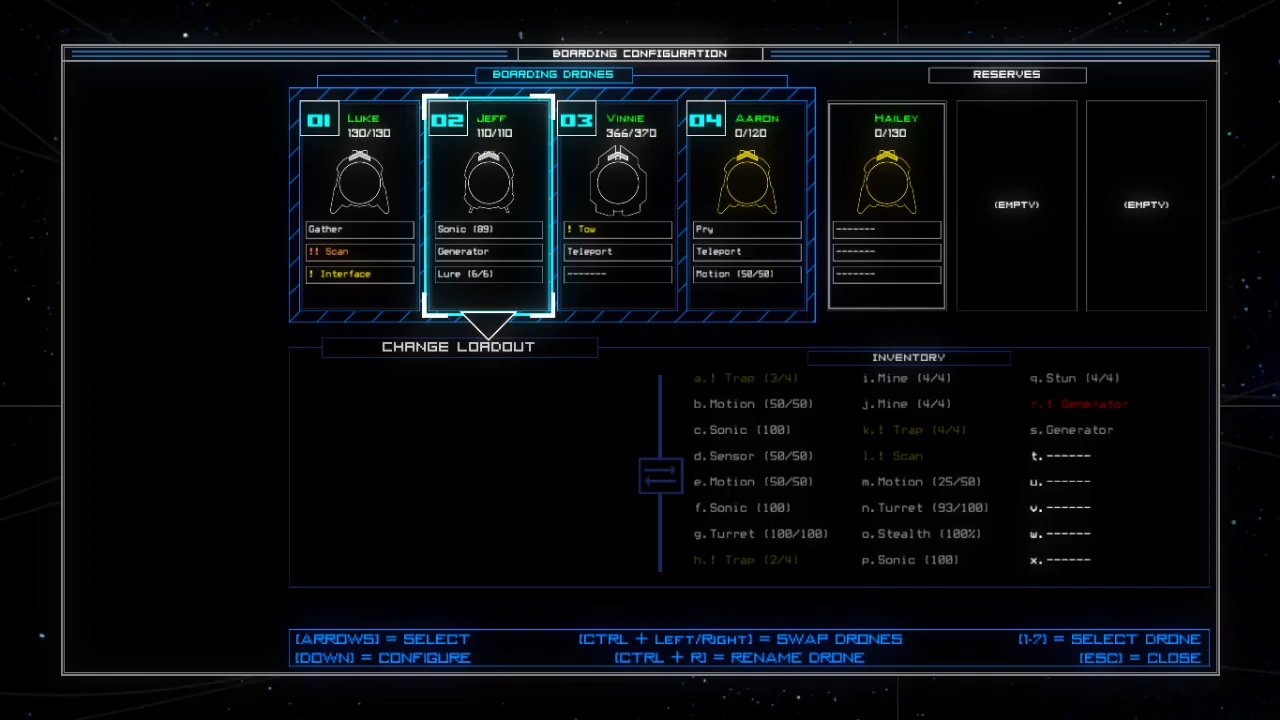 BOARDING CONFIGURATION
BOARDING DRONES
RESERVES
01 LUKE
130/130
Gather
!! Scan
! Interface
02 JEFF
110/110
Sonic (89)
Generator
Lure (6/6)
03 VINNIE
366/370
! Tow
Teleport
-------
04 AARON
0/120
Pry
Teleport
Motion (50/50)
HAILEY
0/130
-------
-------
-------
(EMPTY)
(EMPTY)
CHANGE LOADOUT
INVENTORY
a.! Trap (3/4)
b.Motion (50/50)
c.Sonic (100)
d.Sensor (50/50)
e.Motion (50/50)
f.Sonic (100)
g.Turret (100/100)
h.! Trap (2/4)
i.Mine (4/4)
j.Mine (4/4)
k.! Trap (4/4)
l.! Scan
m.Motion (25/50)
n.Turret (93/100)
o.Stealth (100%)
p.Sonic (100)
q.Stun (4/4)
r.! Generator
s.Generator
t.------
u.------
v.------
w.------
x.------
[ARROWS] = SELECT
[CTRL + LEFT/RIGHT] = SWAP DRONES
[1-7] = SELECT DRONE
[DOWN] = CONFIGURE
[CTRL + R] = RENAME DRONE
[ESC] = CLOSE